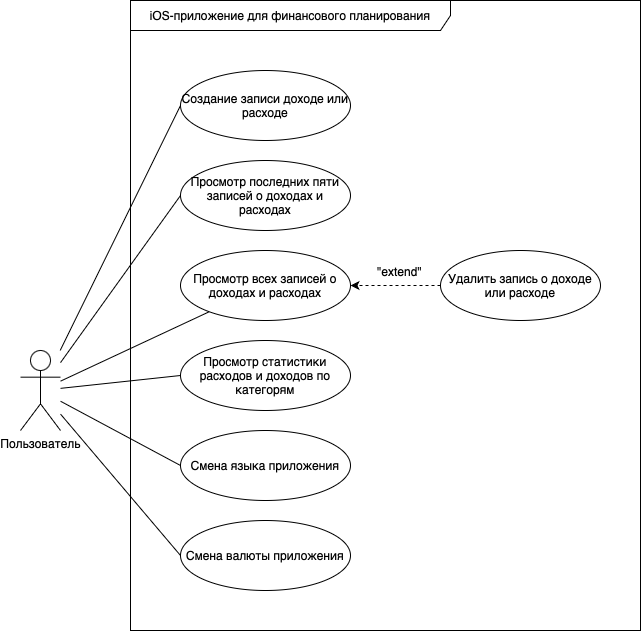 iOS-приложение для финансового планирования
Создание записи доходе или
расходе
Просмотр последних пяти
записей о доходах и
расходах
Просмотр всех записей о
доходах и расходах
"extend"
Удалить запись о доходе
или расходе
Просмотр статистики
расходов и доходов по
категорям
Пользователь
Смена языка приложения
Смена валюты приложения